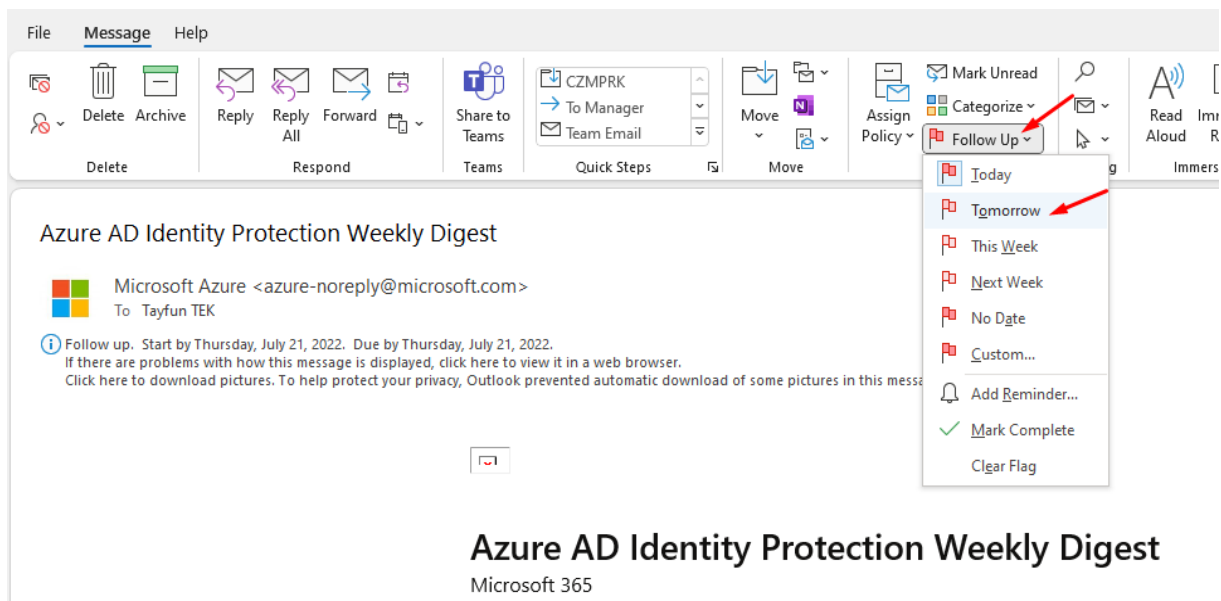 File Message Help
Delete Archive
Reply Reply All Forward
Share to Teams
CZMPRK
To Manager
Team Email
Move
Assign Policy
Mark Unread
Categorize
Follow Up
Read Aloud
Delete Respond Teams Quick Steps Move g Immers
Today
Tomorrow
This Week
Next Week
No Date
Custom...
Add Reminder...
Mark Complete
Clear Flag
Azure AD Identity Protection Weekly Digest
Microsoft Azure <azure-noreply@microsoft.com>
To Tayfun TEK
Follow up. Start by Thursday, July 21, 2022. Due by Thursday, July 21, 2022.
If there are problems with how this message is displayed, click here to view it in a web browser.
Click here to download pictures. To help protect your privacy, Outlook prevented automatic download of some pictures in this messa
Azure AD Identity Protection Weekly Digest
Microsoft 365